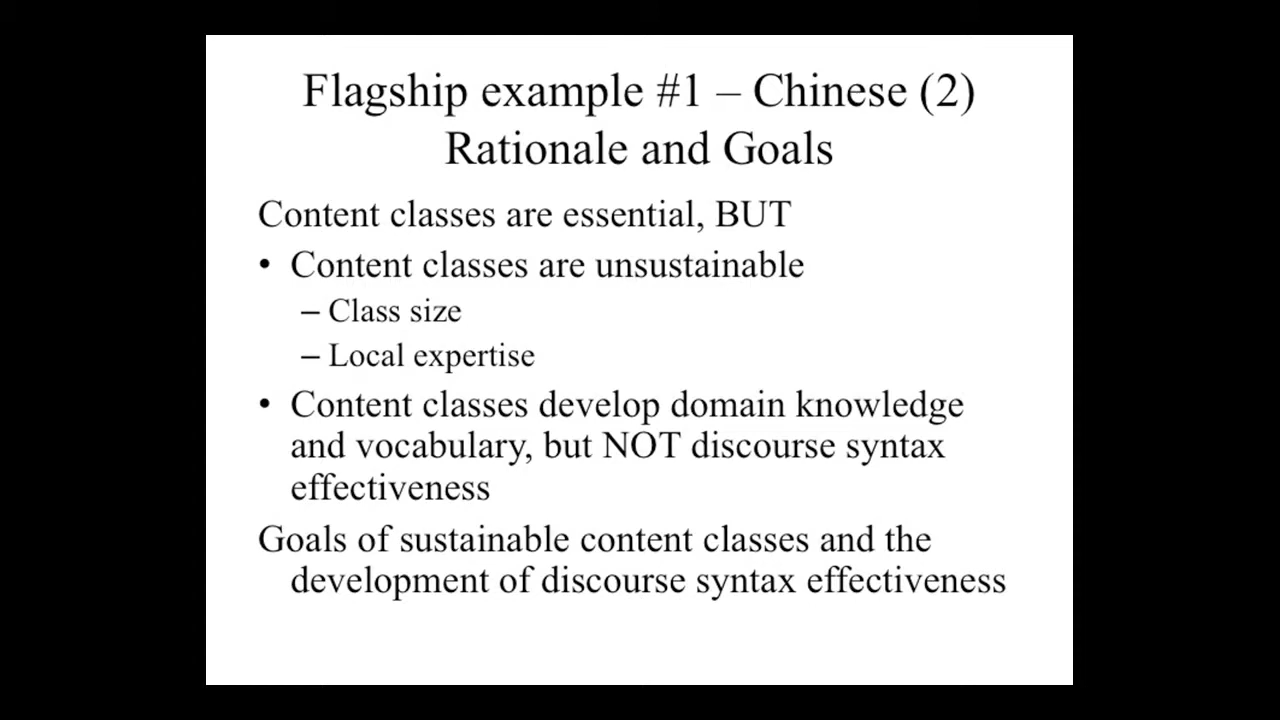 Flagship example #1 – Chinese (2)
Rationale and Goals
Content classes are essential, BUT
• Content classes are unsustainable
– Class size
– Local expertise
• Content classes develop domain knowledge
and vocabulary, but NOT discourse syntax
effectiveness
Goals of sustainable content classes and the
development of discourse syntax effectiveness